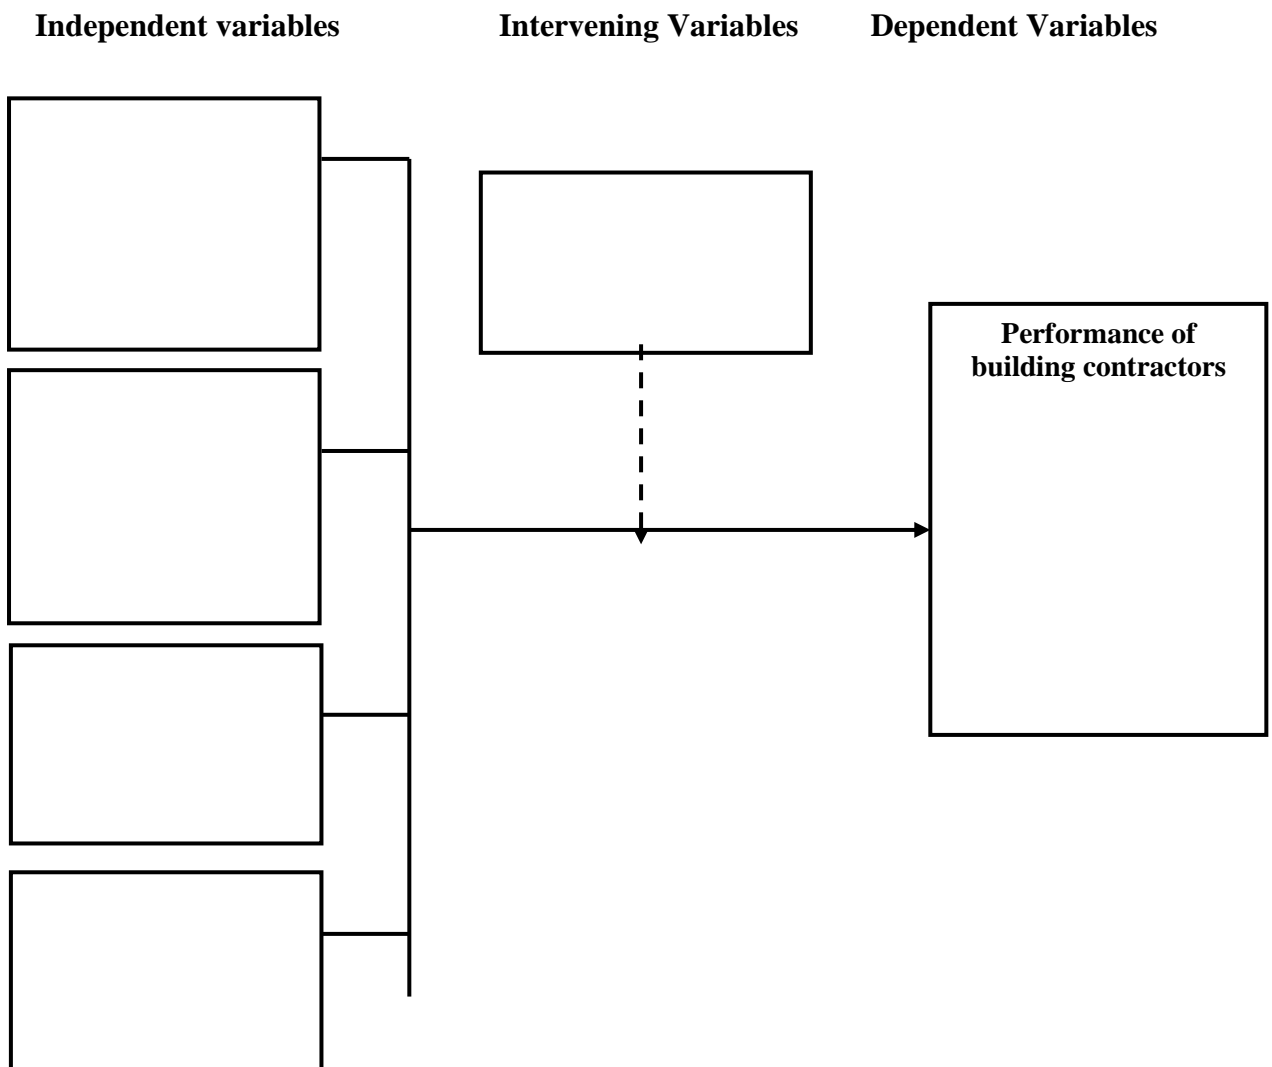 Independent variables Intervening Variables Dependent Variables
Performance of
building contractors